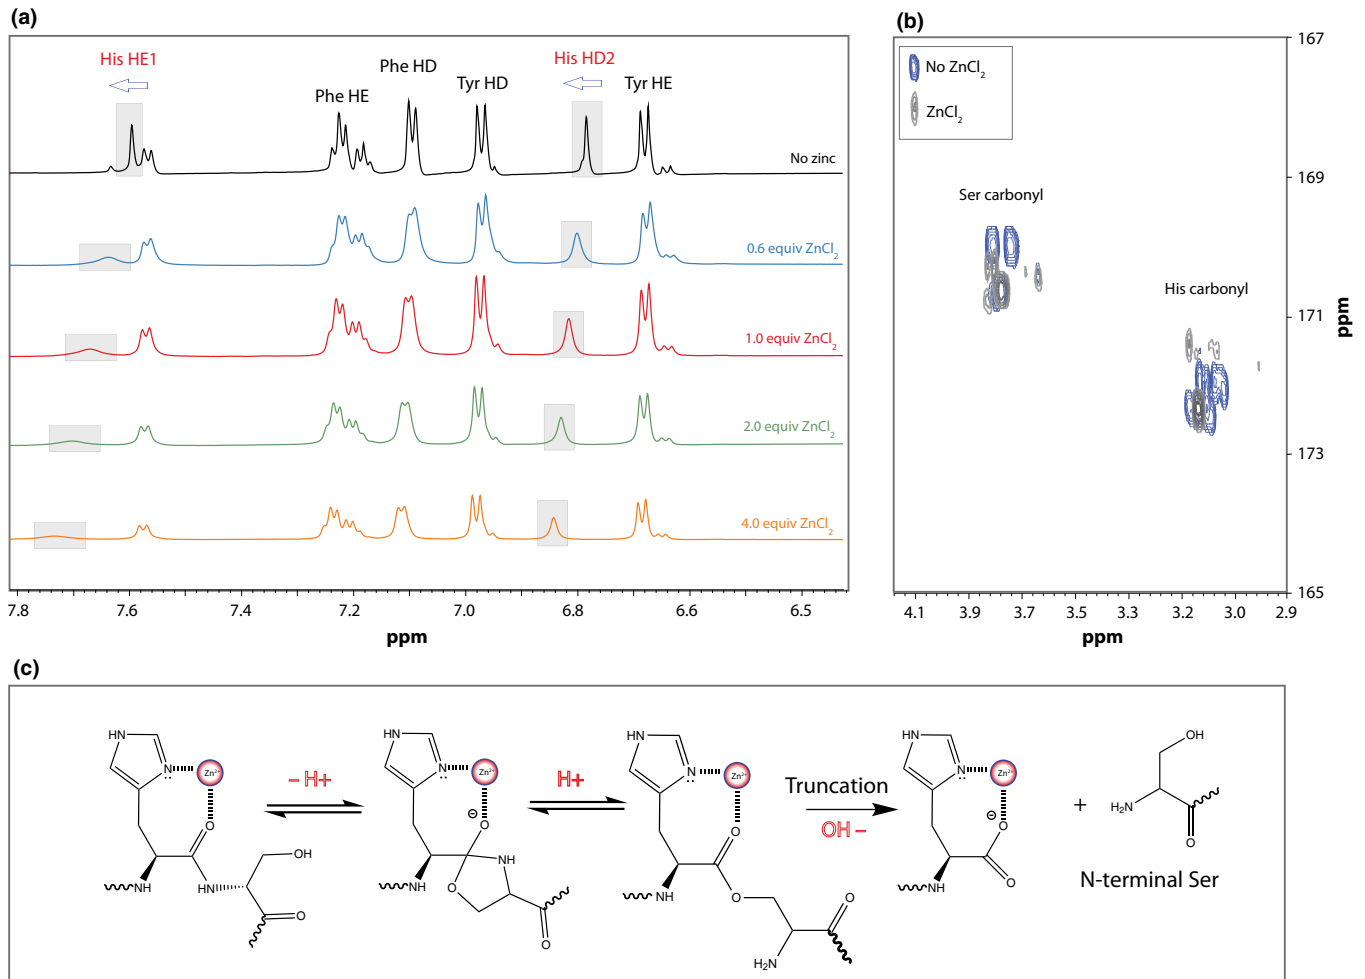 (a)
His HE1
Phe HE
Phe HD
Tyr HD
His HD2
Tyr HE
No zinc
0.6 equiv ZnCl2
1.0 equiv ZnCl2
2.0 equiv ZnCl2
4.0 equiv ZnCl2
7.8 7.6 7.2 7.0 6.8 6.6 6.5
ppm
(b)
No ZnCl2
ZnCl2
Ser carbonyl
His carbonyl
167
169
171
173
165
ppm
4.1 3.9 3.7 3.5 3.3 3.2 3.0 2.9
ppm
(c)
HN
N
Zn2+
O
NH
HN
OH
O
– H+
HN
N
Zn2+
⊖
O
NH
O
NH
O
H+
HN
N
Zn2+
O
NH
O
O
H2N
Truncation
OH –
HN
N
Zn2+
⊖
O
NH
O
+
OH
H2N
O
N-terminal Ser